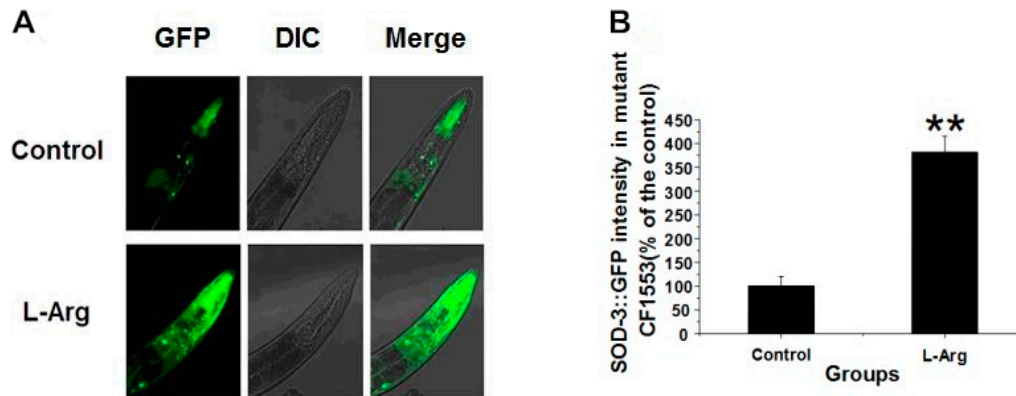 A
GFP DIC Merge
Control
L-Arg
B
SOD-3::GFP intensity in mutant
CF1553(% of the control)
450
400
350
300
250
200
150
100
50
0
**
Control L-Arg
Groups